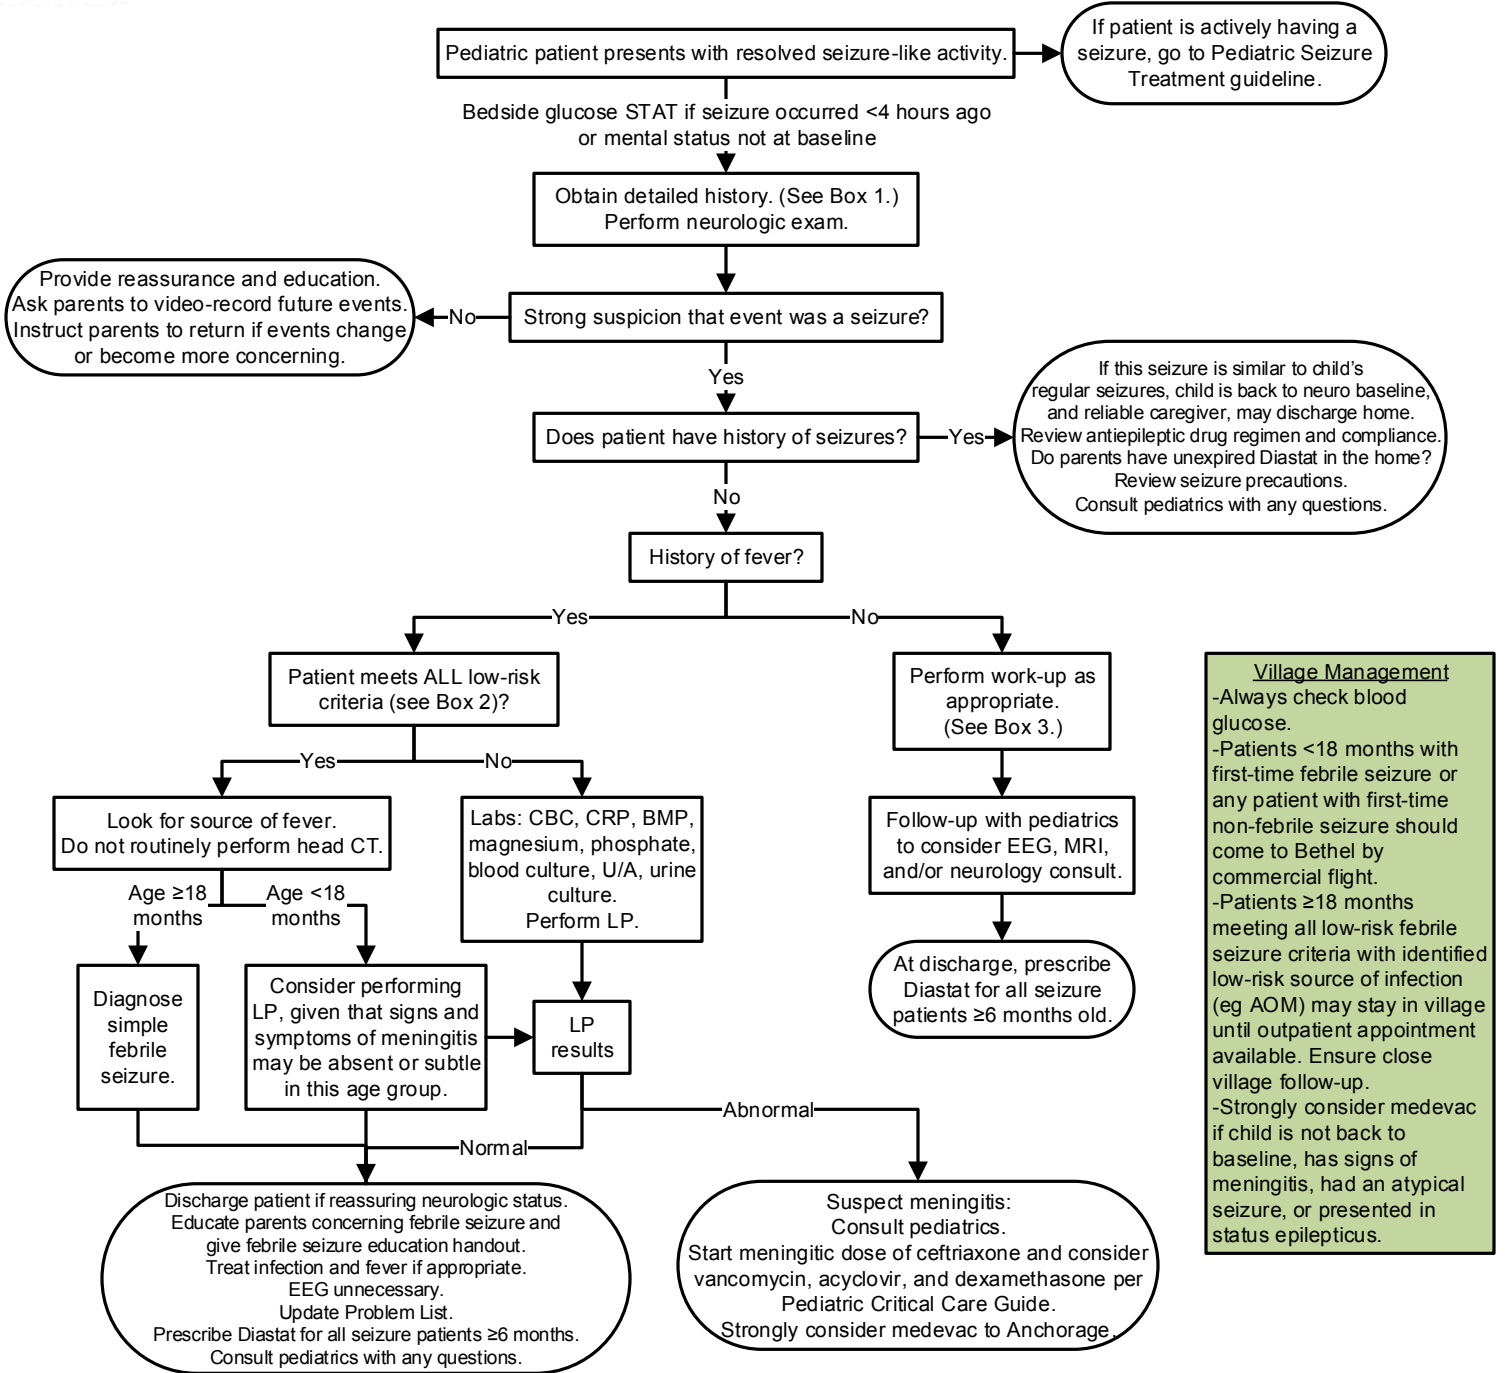 Pediatric patient presents with resolved seizure-like activity.
If patient is actively having a
seizure, go to Pediatric Seizure
Treatment guideline.
Bedside glucose STAT if seizure occurred <4 hours ago
or mental status not at baseline
Obtain detailed history. (See Box 1.)
Perform neurologic exam.
Strong suspicion that event was a seizure?
No
Provide reassurance and education.
Ask parents to video-record future events.
Instruct parents to return if events change
or become more concerning.
Yes
Does patient have history of seizures?
Yes
If this seizure is similar to child's
regular seizures, child is back to neuro baseline,
and reliable caregiver, may discharge home.
Review antiepileptic drug regimen and compliance.
Do parents have unexpired Diastat in the home?
Review seizure precautions.
Consult pediatrics with any questions.
No
History of fever?
Yes
No
Patient meets ALL low-risk
criteria (see Box 2)?
Yes
No
Look for source of fever.
Do not routinely perform head CT.
Age ≥18
months
Age <18
months
Diagnose
simple
febrile
seizure.
Consider performing
LP, given that signs and
symptoms of meningitis
may be absent or subtle
in this age group.
Labs: CBC, CRP, BMP,
magnesium, phosphate,
blood culture, U/A, urine
culture.
Perform LP.
LP
results
Normal
Abnormal
Discharge patient if reassuring neurologic status.
Educate parents concerning febrile seizure and
give febrile seizure education handout.
Treat infection and fever if appropriate.
EEG unnecessary.
Update Problem List.
Prescribe Diastat for all seizure patients ≥6 months.
Consult pediatrics with any questions.
Suspect meningitis:
Consult pediatrics.
Start meningitic dose of ceftriaxone and consider
vancomycin, acyclovir, and dexamethasone per
Pediatric Critical Care Guide.
Strongly consider medevac to Anchorage.
Perform work-up as
appropriate.
(See Box 3.)
Follow-up with pediatrics
to consider EEG, MRI,
and/or neurology consult.
At discharge, prescribe
Diastat for all seizure
patients ≥6 months old.
Village Management
-Always check blood
glucose.
-Patients <18 months with
first-time febrile seizure or
any patient with first-time
non-febrile seizure should
come to Bethel by
commercial flight.
-Patients ≥18 months
meeting all low-risk febrile
seizure criteria with identified
low-risk source of infection
(eg AOM) may stay in village
until outpatient appointment
available. Ensure close
village follow-up.
-Strongly consider medevac
if child is not back to
baseline, has signs of
meningitis, had an atypical
seizure, or presented in
status epilepticus.